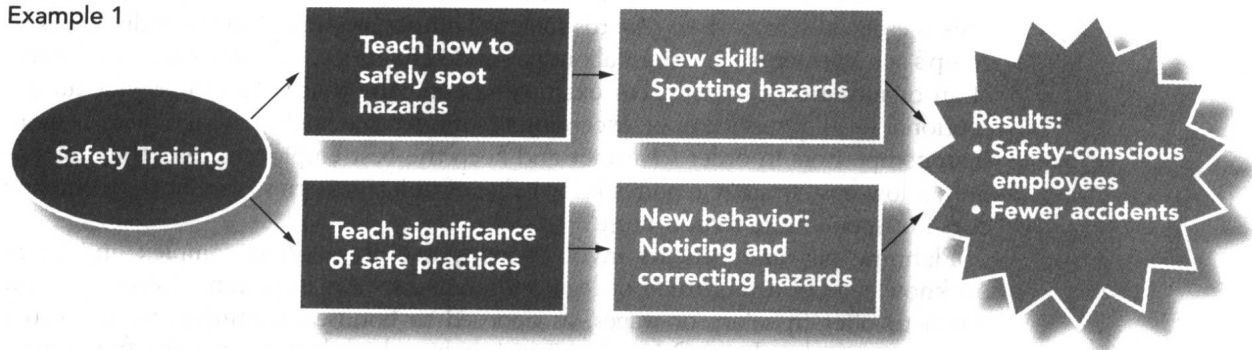 Example 1
Safety Training
Teach how to
safely spot
hazards
New skill:
Spotting hazards
Teach significance
of safe practices
New behavior:
Noticing and
correcting hazards
Results:
• Safety-conscious
employees
• Fewer accidents